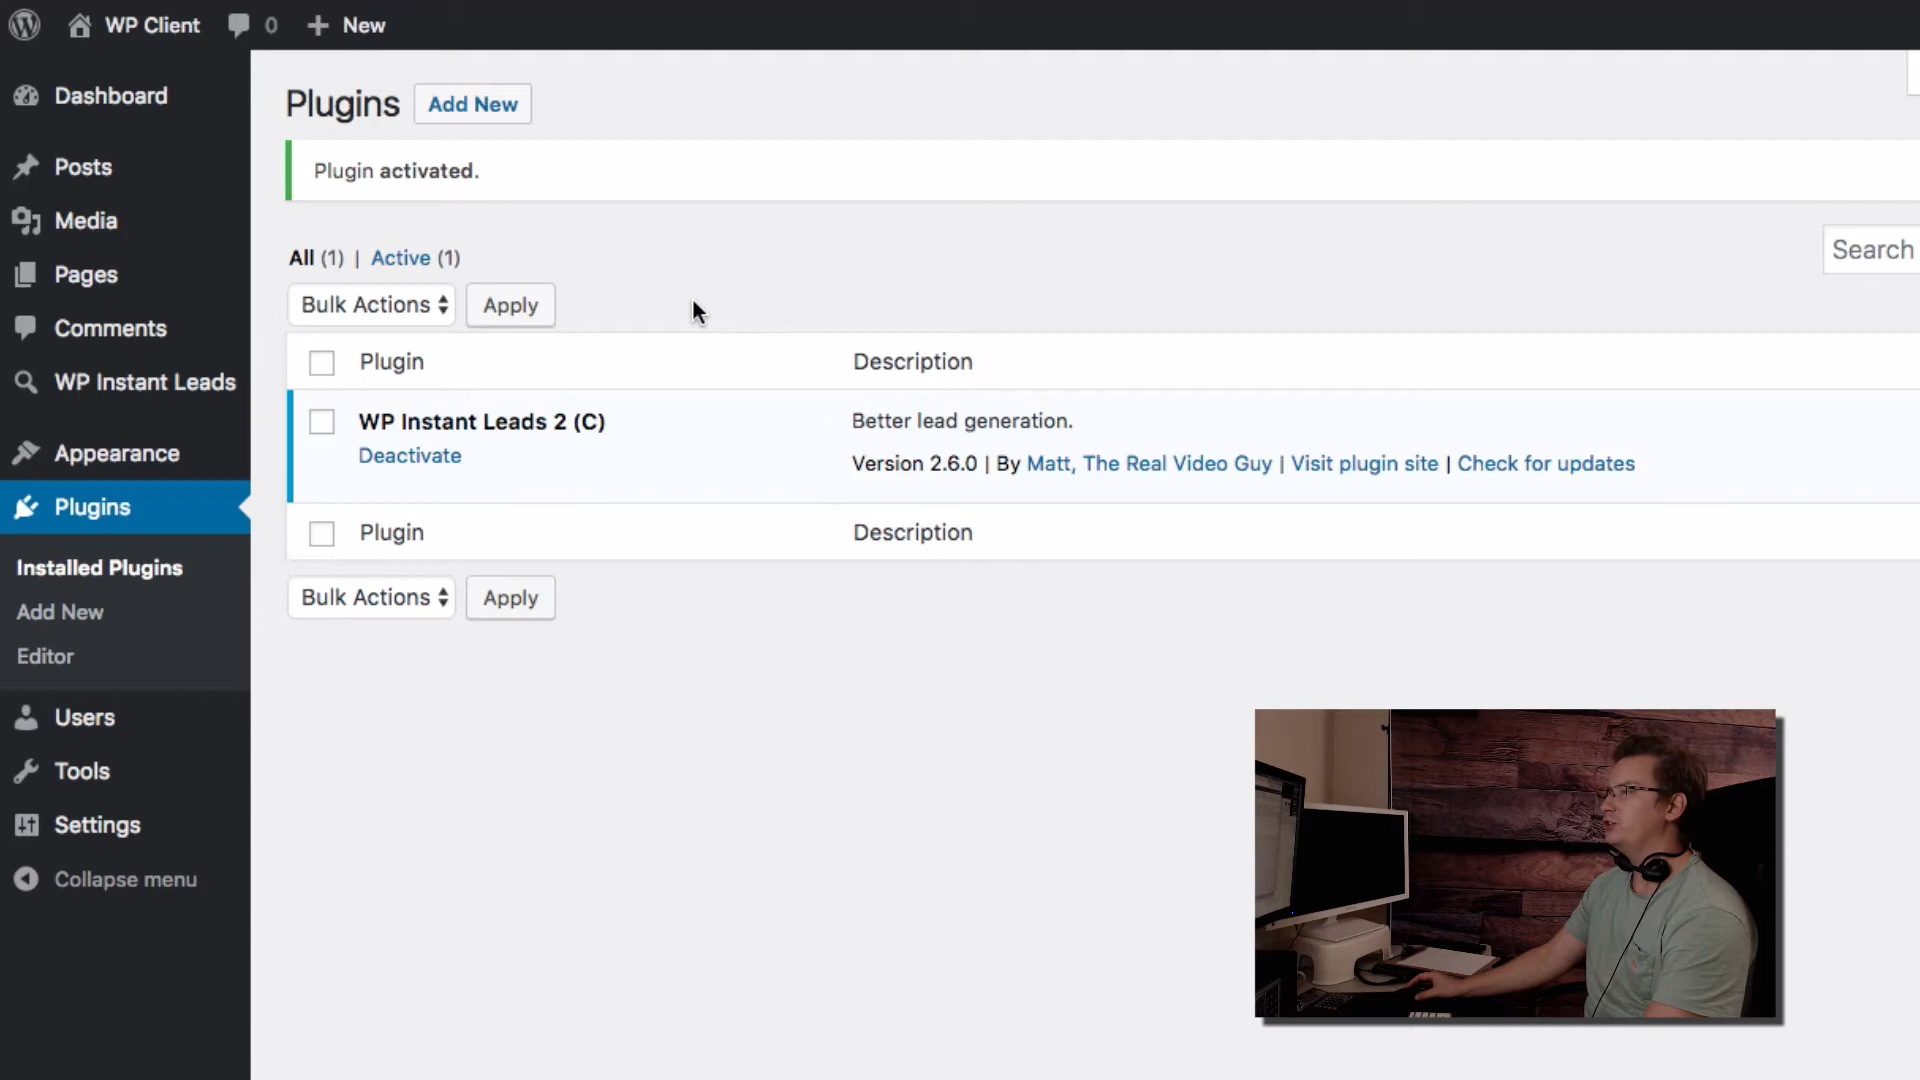 WP Client 0 New
Dashboard
Posts
Media
Pages
Comments
WP Instant Leads
Appearance
Plugins
Installed Plugins
Add New
Editor
Users
Tools
Settings
Collapse menu
Plugins Add New
Plugin activated.
All (1) | Active (1)
Search
Bulk Actions Apply
Plugin Description
WP Instant Leads 2 (C) Better lead generation.
Deactivate Version 2.6.0 | By Matt, The Real Video Guy | Visit plugin site | Check for updates
Plugin Description
Bulk Actions Apply